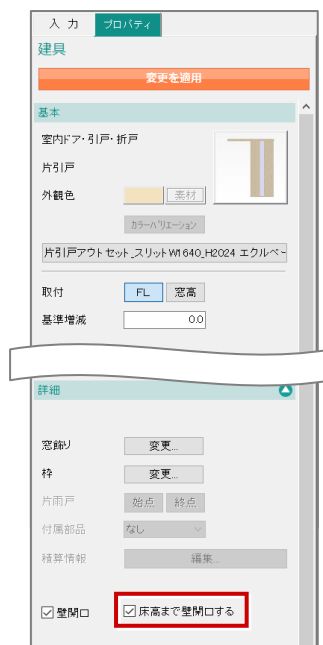 入力 プロパティ
建具
変更を適用
基本
室内ドア・引戸・折戸
片引戸
外観色 素材
カラーバリエーション
片引戸アウトセット_スリットW1640_H2024 エクルベー
取付 FL 窓高
基準増減 0.0
詳細
窓飾り 変更...
枠 変更...
片雨戸 始点 終点
付属部品 なし
積算情報 編集...
壁開口 床高まで壁開口する